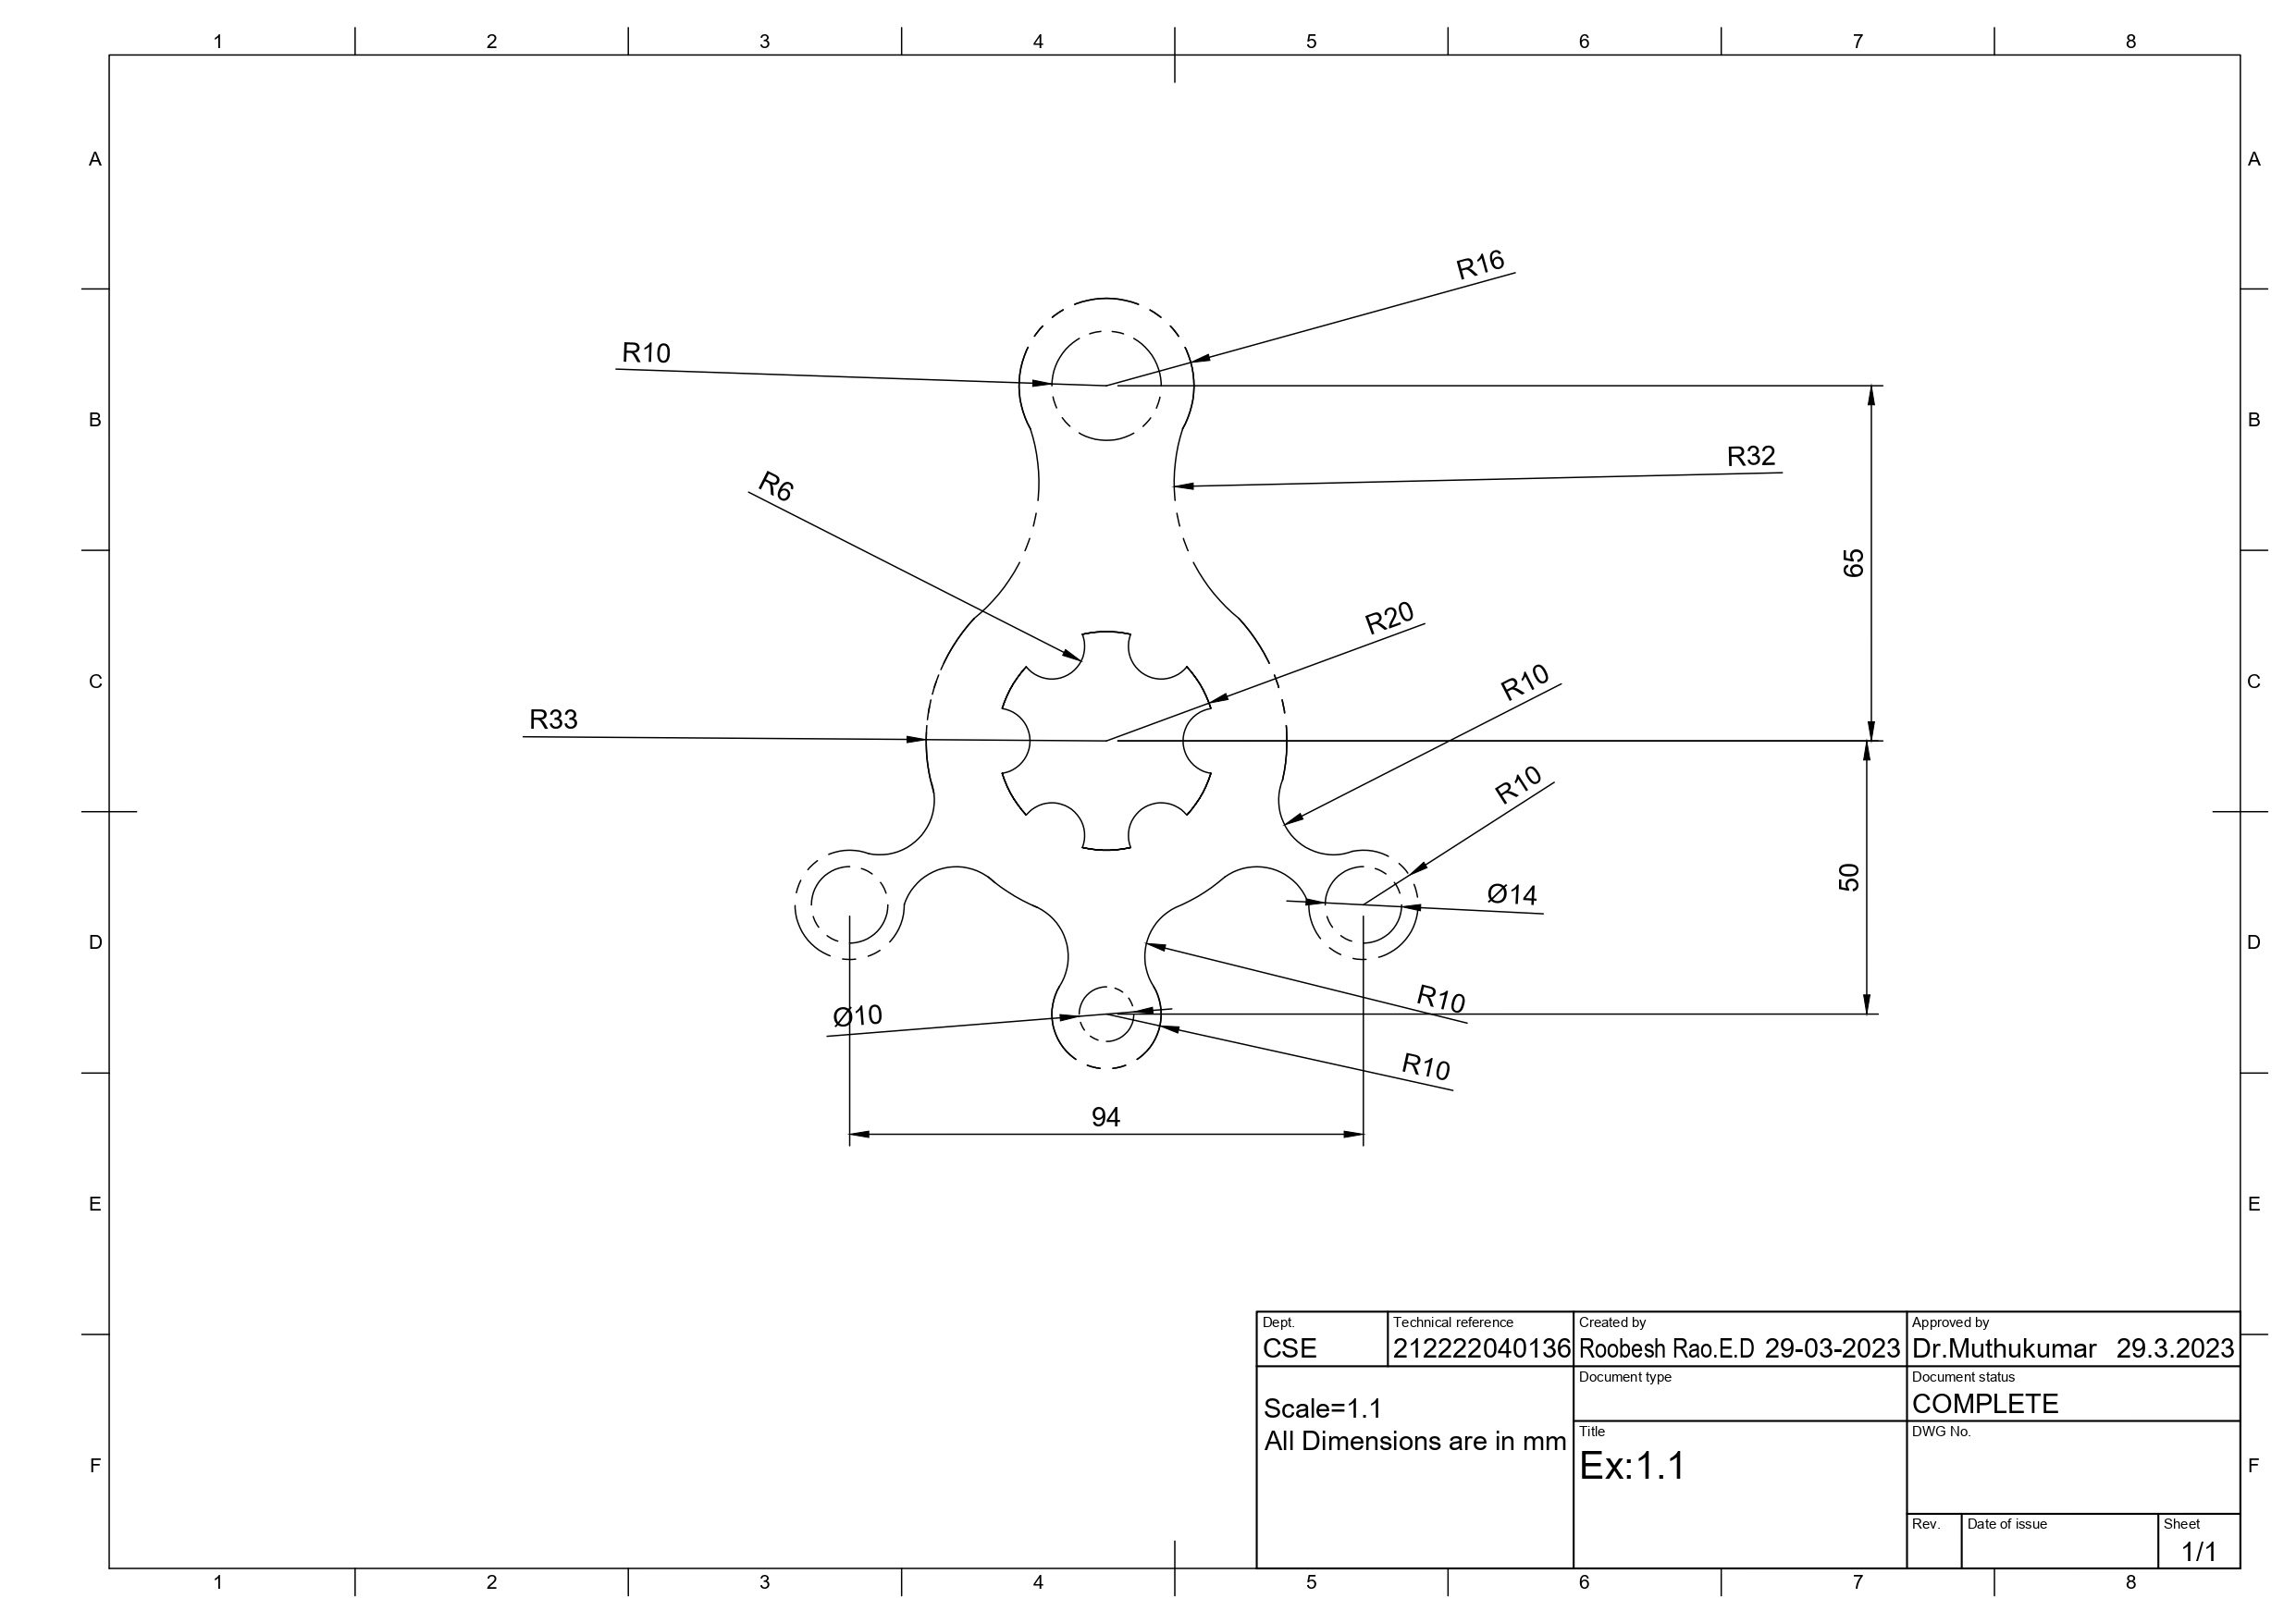 1 2 3 4 5 6 7 8
A A
R16
R10
B B
R32
R6
65
R20
R10
C C
R33
R10
50
Ø14
D D
R10
Ø10
R10
94
E E
Dept. Technical reference Created by Approved by
CSE 212222040136 Roobesh Rao.E.D 29-03-2023 Dr.Muthukumar 29.3.2023
Document type Document status
COMPLETE
Scale=1.1
All Dimensions are in mm
Title DWG No.
Ex:1.1
F F
Rev. Date of issue Sheet
1/1
1 2 3 4 5 6 7 8